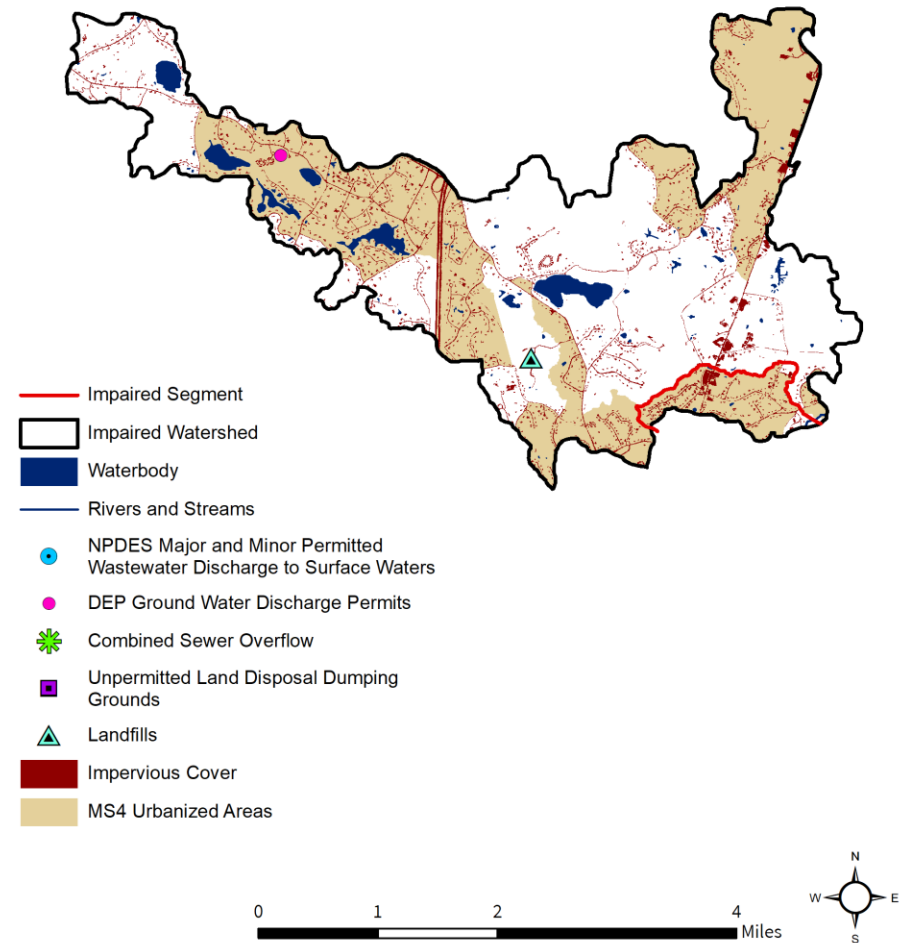 Impaired Segment
Impaired Watershed
Waterbody
Rivers and Streams
NPDES Major and Minor Permitted
Wastewater Discharge to Surface Waters
DEP Ground Water Discharge Permits
Combined Sewer Overflow
Unpermitted Land Disposal Dumping
Grounds
Landfills
Impervious Cover
MS4 Urbanized Areas
N
W E
S
0 1 2 4
Miles